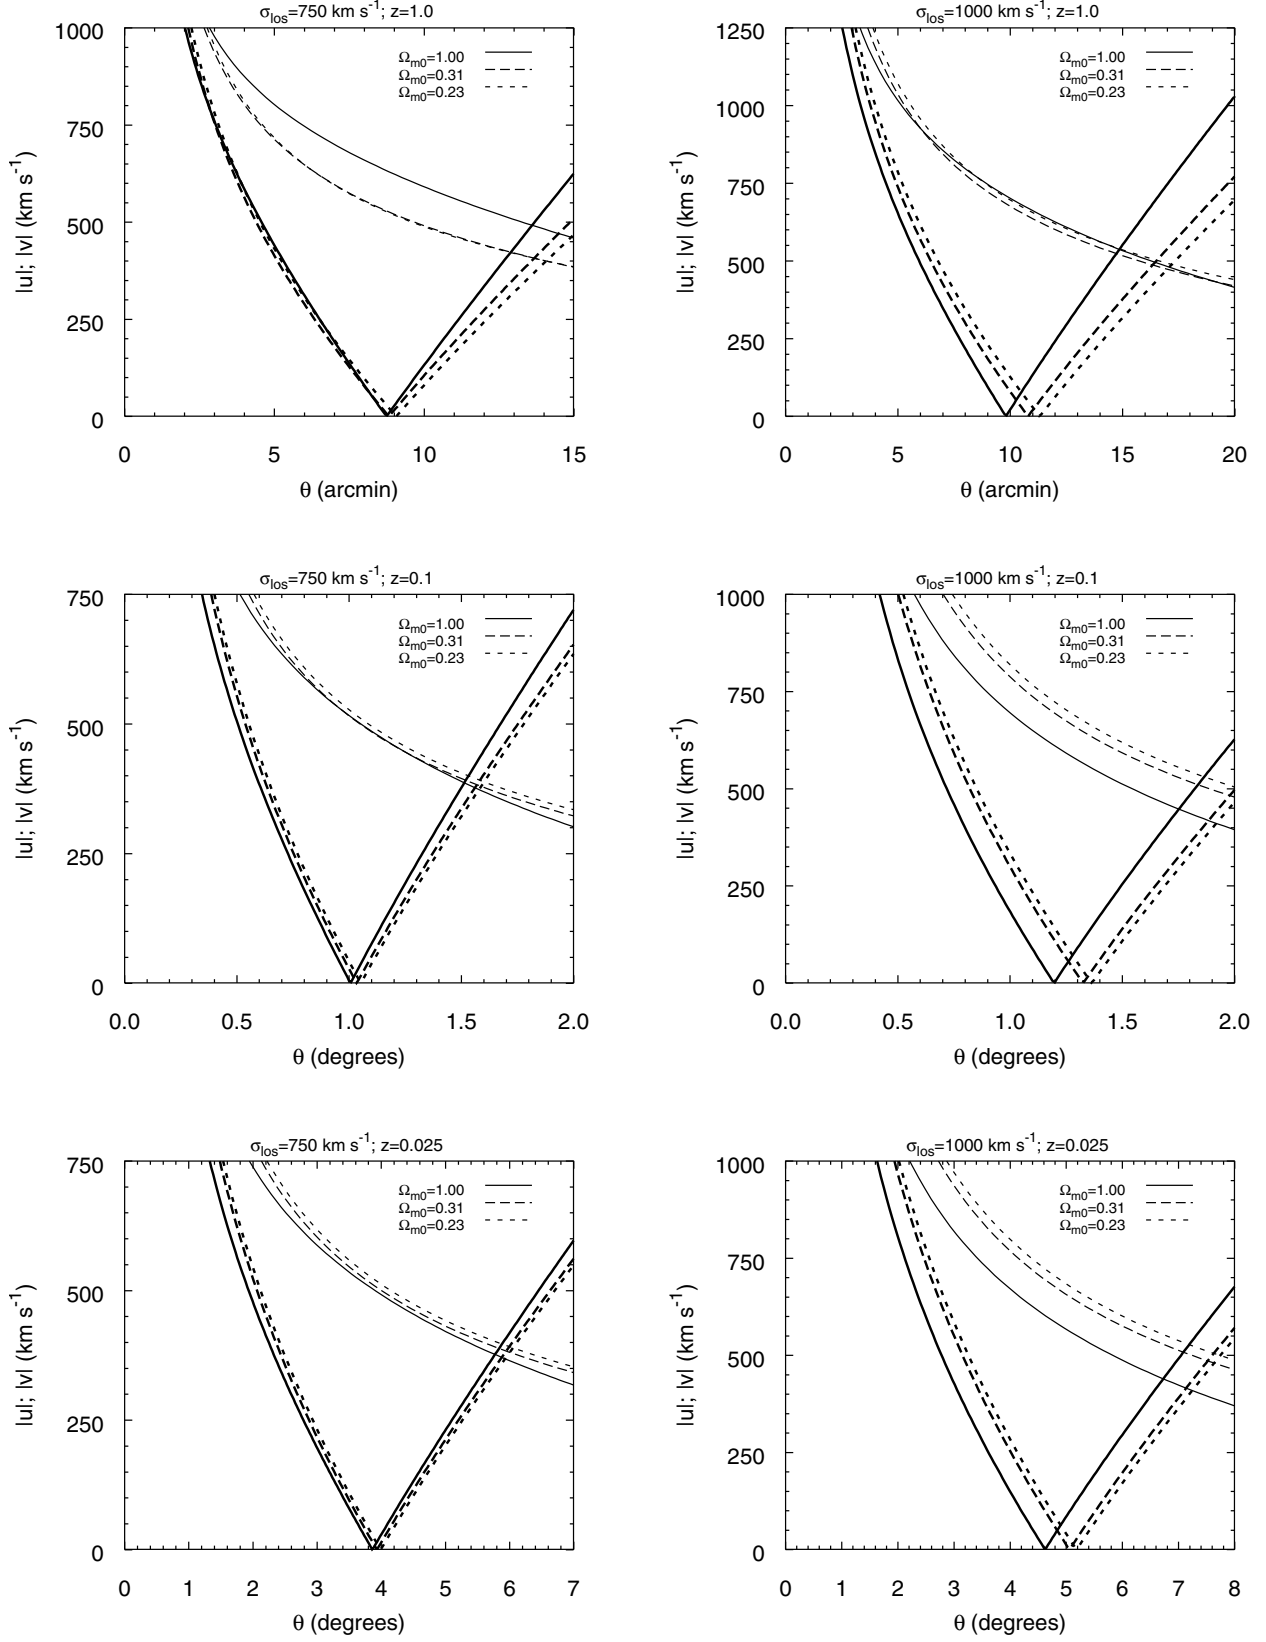 σlos=750 km s-1; z=1.0
1000
750
500
250
0
|u|; |v| (km s-1)
Ωm0=1.00
Ωm0=0.31
Ωm0=0.23
0 5 10 15
θ (arcmin)
σlos=1000 km s-1; z=1.0
1250
1000
750
500
250
0
|u|; |v| (km s-1)
Ωm0=1.00
Ωm0=0.31
Ωm0=0.23
0 5 10 15 20
θ (arcmin)
σlos=750 km s-1; z=0.1
750
500
250
0
|u|; |v| (km s-1)
Ωm0=1.00
Ωm0=0.31
Ωm0=0.23
0.0 0.5 1.0 1.5 2.0
θ (degrees)
σlos=1000 km s-1; z=0.1
1000
750
500
250
0
|u|; |v| (km s-1)
Ωm0=1.00
Ωm0=0.31
Ωm0=0.23
0.0 0.5 1.0 1.5 2.0
θ (degrees)
σlos=750 km s-1; z=0.025
750
500
250
0
|u|; |v| (km s-1)
Ωm0=1.00
Ωm0=0.31
Ωm0=0.23
0 1 2 3 4 5 6 7
θ (degrees)
σlos=1000 km s-1; z=0.025
1000
750
500
250
0
|u|; |v| (km s-1)
Ωm0=1.00
Ωm0=0.31
Ωm0=0.23
0 1 2 3 4 5 6 7 8
θ (degrees)